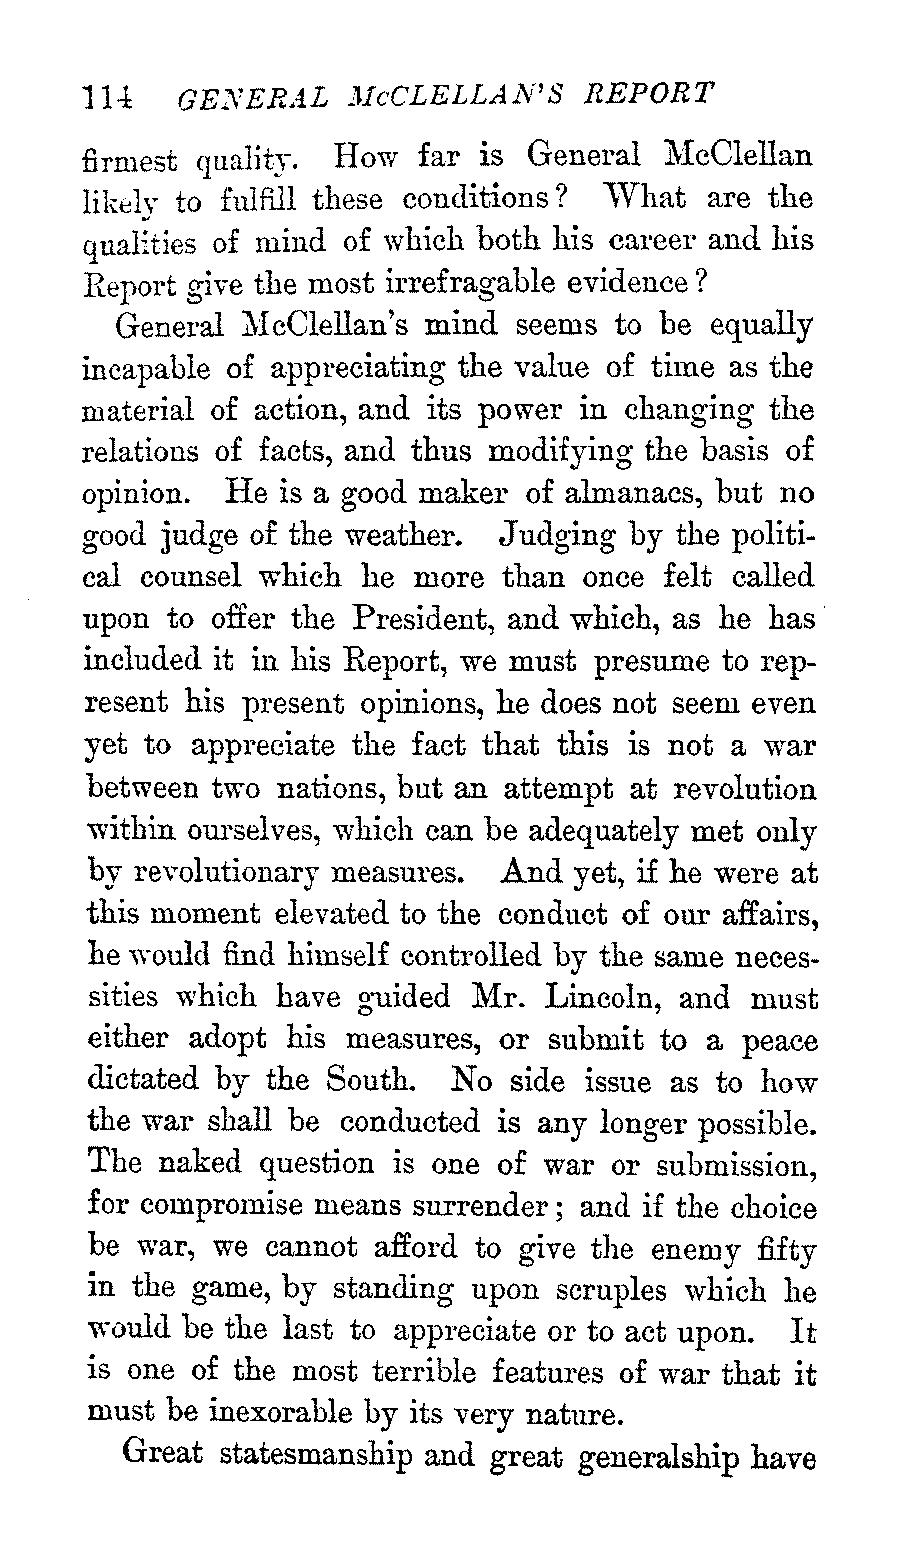 114 GENERAL McCLELLAN'S REPORT
firmest quality. How far is General McClellan
likely to fulfill these conditions? What are the
qualities of mind of which both his career and his
Report give the most irrefragable evidence?
General McClellan's mind seems to be equally
incapable of appreciating the value of time as the
material of action, and its power in changing the
relations of facts, and thus modifying the basis of
opinion. He is a good maker of almanacs, but no
good judge of the weather. Judging by the politi-
cal counsel which he more than once felt called
upon to offer the President, and which, as he has
included it in his Report, we must presume to rep-
resent his present opinions, he does not seem even
yet to appreciate the fact that this is not a war
between two nations, but an attempt at revolution
within ourselves, which can be adequately met only
by revolutionary measures. And yet, if he were at
this moment elevated to the conduct of our affairs,
he would find himself controlled by the same neces-
sities which have guided Mr. Lincoln, and must
either adopt his measures, or submit to a peace
dictated by the South. No side issue as to how
the war shall be conducted is any longer possible.
The naked question is one of war or submission,
for compromise means surrender; and if the choice
be war, we cannot afford to give the enemy fifty
in the game, by standing upon scruples which he
would be the last to appreciate or to act upon. It
is one of the most terrible features of war that it
must be inexorable by its very nature.
Great statesmanship and great generalship have